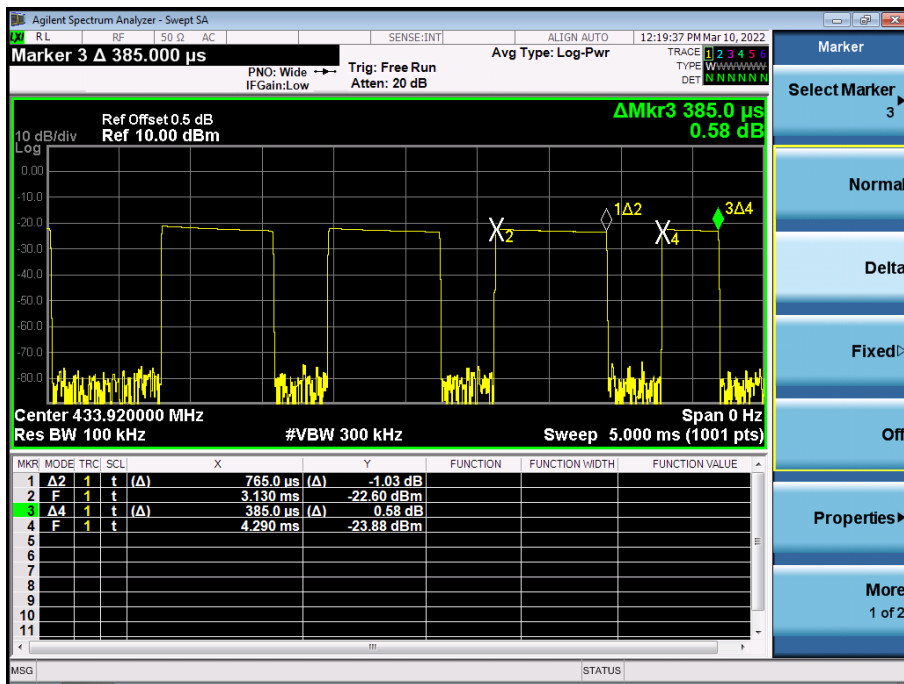 Agilent Spectrum Analyzer - Swept SA
LXI RL RF 50 Ω AC SENSE:INT ALIGN AUTO 12:19:37 PM Mar 10, 2022
Marker 3 Δ 385.000 μs
PNO: Wide
IFGain:Low
Trig: Free Run
Atten: 20 dB
Avg Type: Log-Pwr
TRACE 1 2 3 4 5 6
TYPE WWWWWW
DET N N N N N N
Ref Offset 0.5 dB
10 dB/div Ref 10.00 dBm
Log
ΔMkr3 385.0 μs
0.58 dB
0.00
-10.0
-20.0
-30.0
-40.0
-50.0
-60.0
-70.0
-80.0
X2
1Δ2
X4
3Δ4
Center 433.920000 MHz Span 0 Hz
Res BW 100 kHz #VBW 300 kHz Sweep 5.000 ms (1001 pts)
MKR MODE TRC SCL X Y FUNCTION FUNCTION WIDTH FUNCTION VALUE
1 Δ2 1 t (Δ) 765.0 μs (Δ) -1.03 dB
2 F 1 t 3.130 ms -22.60 dBm
3 Δ4 1 t (Δ) 385.0 μs (Δ) 0.58 dB
4 F 1 t 4.290 ms -23.88 dBm
5
6
7
8
9
10
11
MSG STATUS
Marker
Select Marker
3
Normal
Delta
Fixed
Off
Properties
More
1 of 2